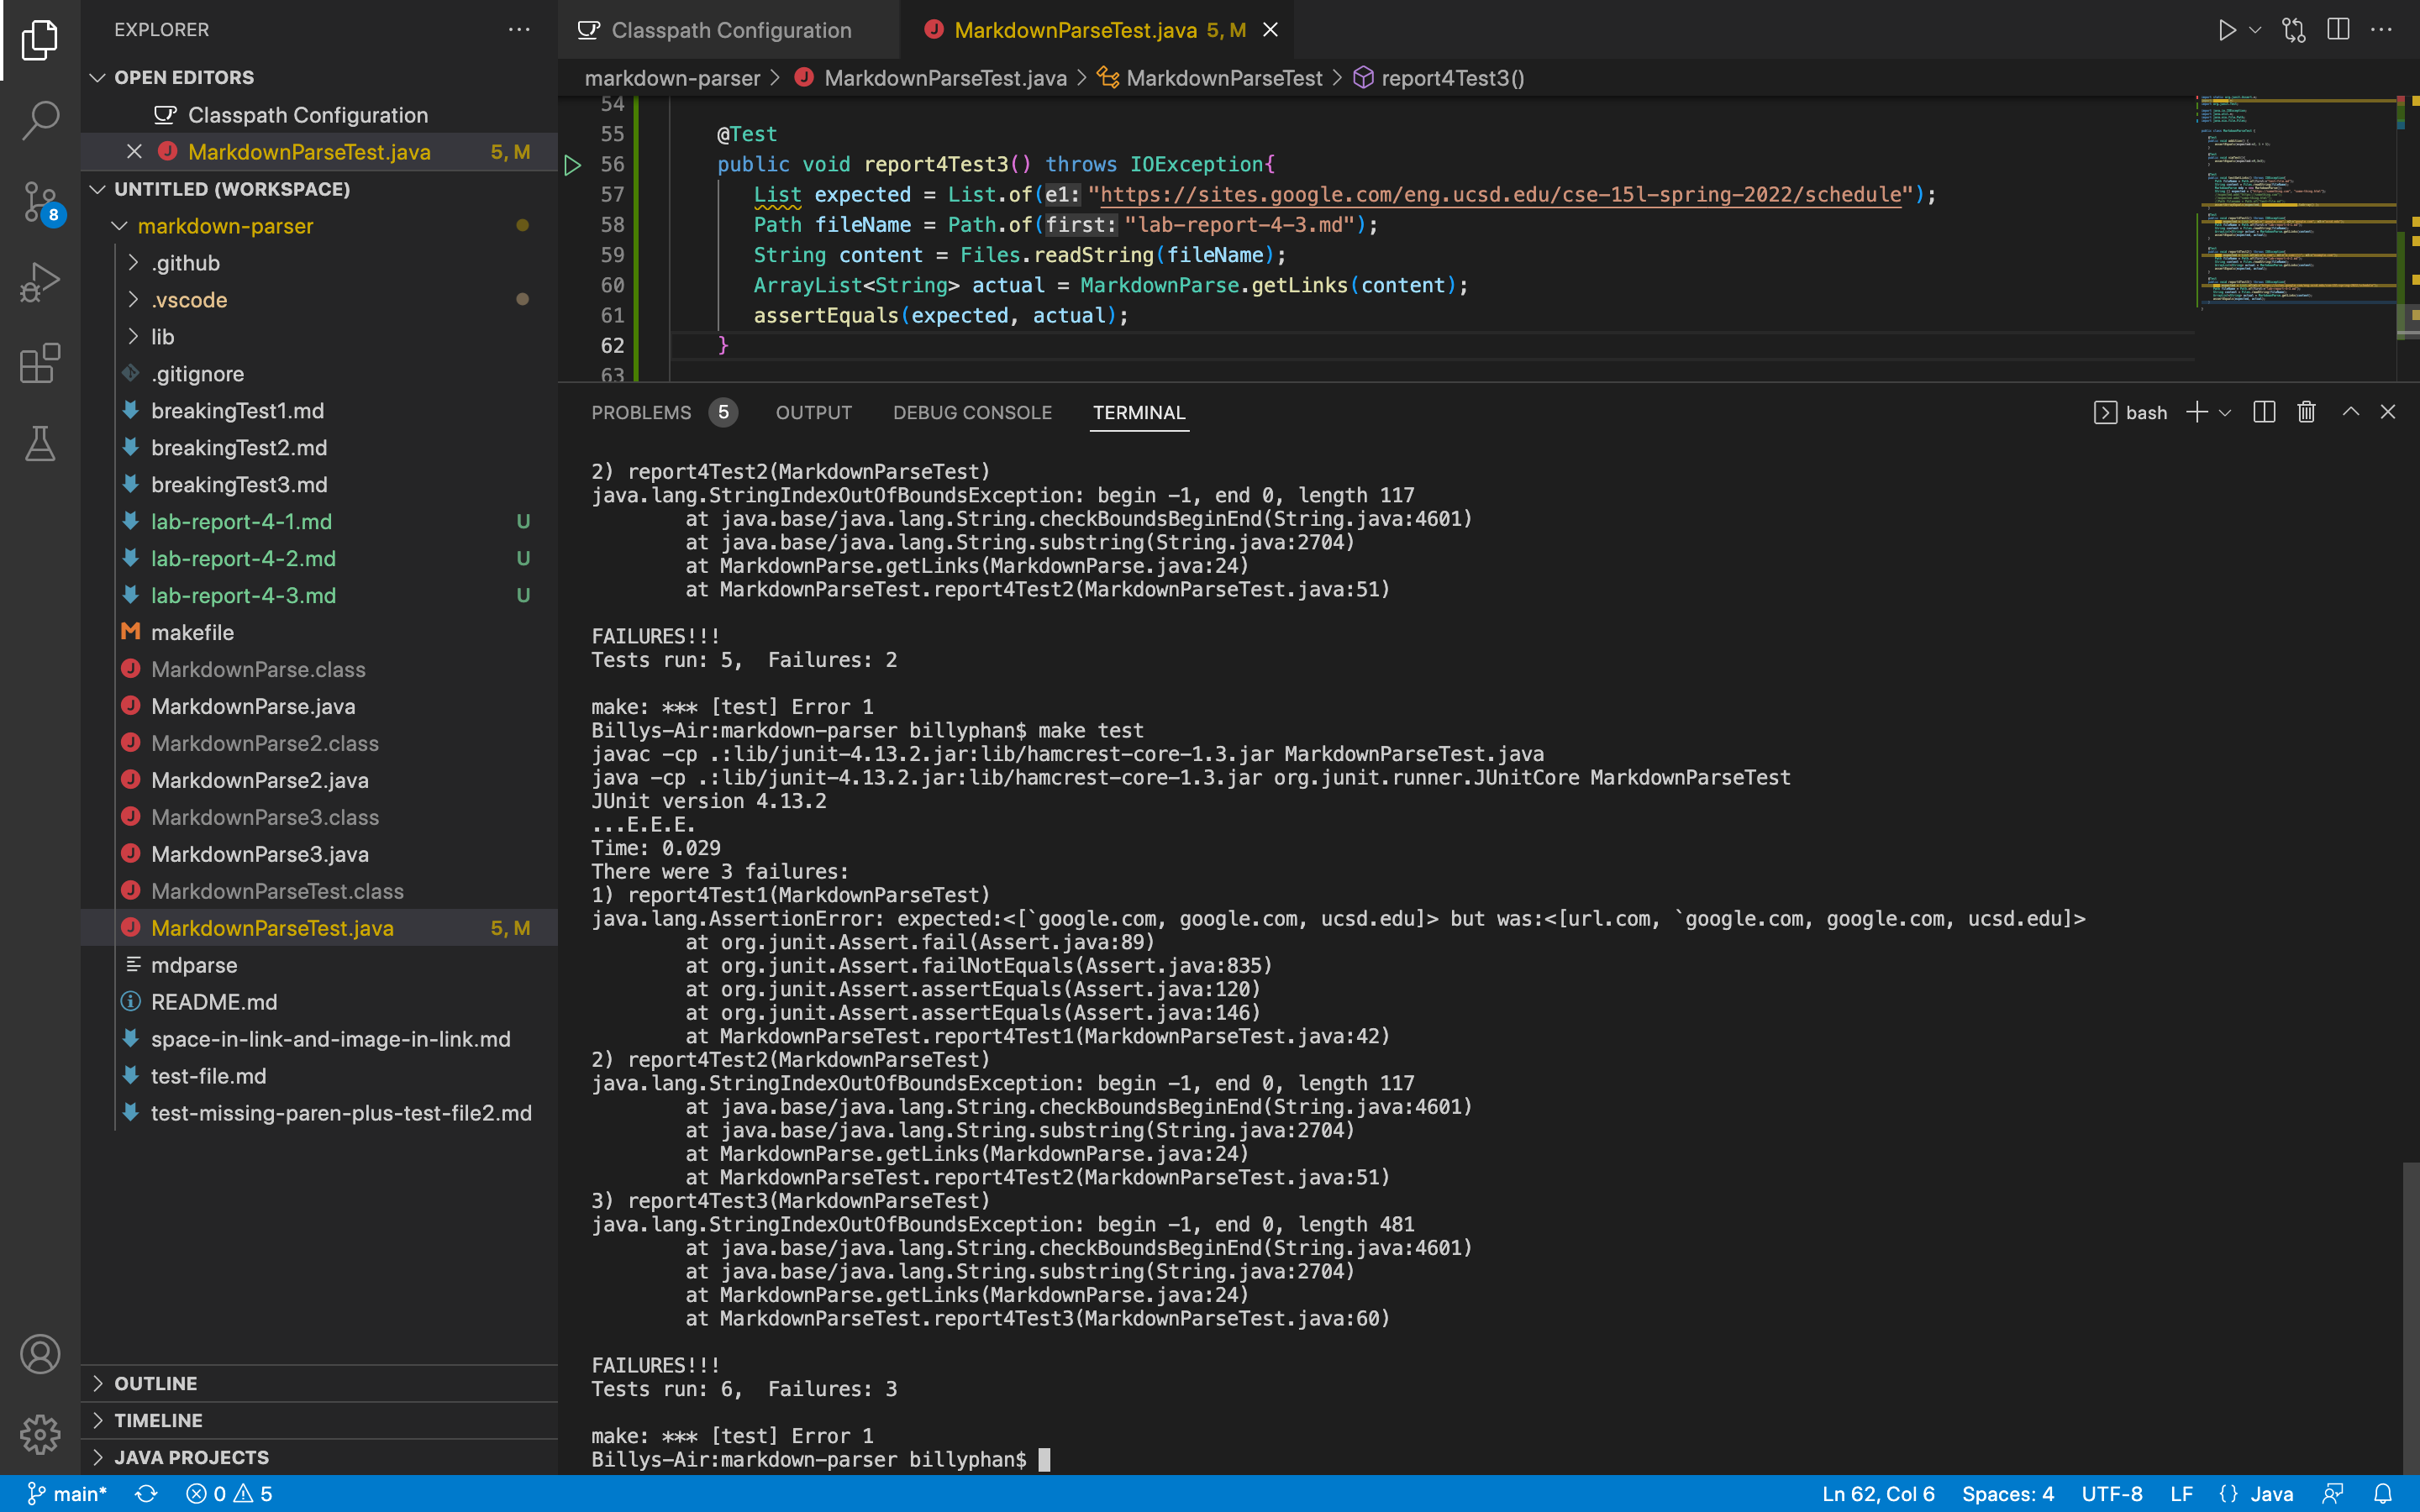 EXPLORER
OPEN EDITORS
Classpath Configuration
MarkdownParseTest.java 5, M
UNTITLED (WORKSPACE)
markdown-parser
.github
.vscode
lib
.gitignore
breakingTest1.md
breakingTest2.md
breakingTest3.md
lab-report-4-1.md U
lab-report-4-2.md U
lab-report-4-3.md U
makefile
MarkdownParse.class
MarkdownParse.java
MarkdownParse2.class
MarkdownParse2.java
MarkdownParse3.class
MarkdownParse3.java
MarkdownParseTest.class
MarkdownParseTest.java 5, M
mdparse
README.md
space-in-link-and-image-in-link.md
test-file.md
test-missing-paren-plus-test-file2.md
OUTLINE
TIMELINE
JAVA PROJECTS
8
Classpath Configuration
MarkdownParseTest.java 5, M
markdown-parser > MarkdownParseTest.java > MarkdownParseTest > report4Test3()
54
55 @Test
56 public void report4Test3() throws IOException{
57 List expected = List.of(e1: "https://sites.google.com/eng.ucsd.edu/cse-15l-spring-2022/schedule");
58 Path fileName = Path.of(first: "lab-report-4-3.md");
59 String content = Files.readString(fileName);
60 ArrayList<String> actual = MarkdownParse.getLinks(content);
61 assertEquals(expected, actual);
62 }
63
PROBLEMS 5 OUTPUT DEBUG CONSOLE TERMINAL
bash
2) report4Test2(MarkdownParseTest)
java.lang.StringIndexOutOfBoundsException: begin -1, end 0, length 117
at java.base/java.lang.String.checkBoundsBeginEnd(String.java:4601)
at java.base/java.lang.String.substring(String.java:2704)
at MarkdownParse.getLinks(MarkdownParse.java:24)
at MarkdownParseTest.report4Test2(MarkdownParseTest.java:51)
FAILURES!!!
Tests run: 5,  Failures: 2
make: *** [test] Error 1
Billys-Air:markdown-parser billyphan$ make test
javac -cp .:lib/junit-4.13.2.jar:lib/hamcrest-core-1.3.jar MarkdownParseTest.java
java -cp .:lib/junit-4.13.2.jar:lib/hamcrest-core-1.3.jar org.junit.runner.JUnitCore MarkdownParseTest
JUnit version 4.13.2
...E.E.E.
Time: 0.029
There were 3 failures:
1) report4Test1(MarkdownParseTest)
java.lang.AssertionError: expected:<[`google.com, google.com, ucsd.edu]> but was:<[url.com, `google.com, google.com, ucsd.edu]>
at org.junit.Assert.fail(Assert.java:89)
at org.junit.Assert.failNotEquals(Assert.java:835)
at org.junit.Assert.assertEquals(Assert.java:120)
at org.junit.Assert.assertEquals(Assert.java:146)
at MarkdownParseTest.report4Test1(MarkdownParseTest.java:42)
2) report4Test2(MarkdownParseTest)
java.lang.StringIndexOutOfBoundsException: begin -1, end 0, length 117
at java.base/java.lang.String.checkBoundsBeginEnd(String.java:4601)
at java.base/java.lang.String.substring(String.java:2704)
at MarkdownParse.getLinks(MarkdownParse.java:24)
at MarkdownParseTest.report4Test2(MarkdownParseTest.java:51)
3) report4Test3(MarkdownParseTest)
java.lang.StringIndexOutOfBoundsException: begin -1, end 0, length 481
at java.base/java.lang.String.checkBoundsBeginEnd(String.java:4601)
at java.base/java.lang.String.substring(String.java:2704)
at MarkdownParse.getLinks(MarkdownParse.java:24)
at MarkdownParseTest.report4Test3(MarkdownParseTest.java:60)
FAILURES!!!
Tests run: 6,  Failures: 3
make: *** [test] Error 1
Billys-Air:markdown-parser billyphan$
main* 0 5 Ln 62, Col 6 Spaces: 4 UTF-8 LF {} Java